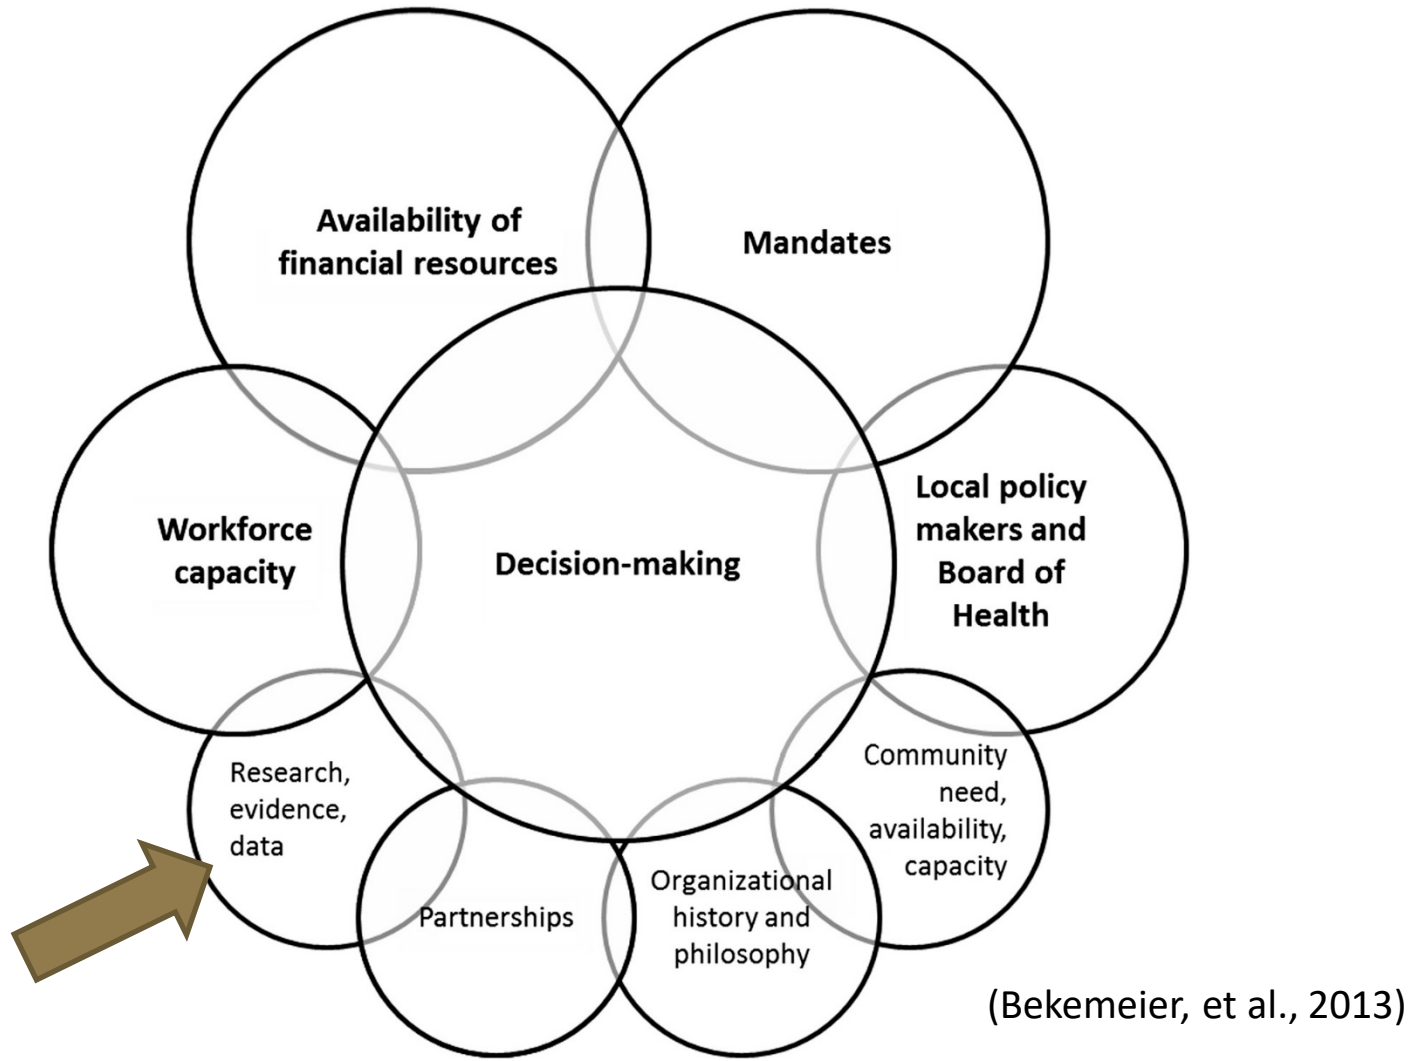 Availability of
financial resources
Mandates
Workforce
capacity
Decision-making
Local policy
makers and
Board of
Health
Research,
evidence,
data
Partnerships
Organizational
history and
philosophy
Community
need,
availability,
capacity
(Bekemeier, et al., 2013)